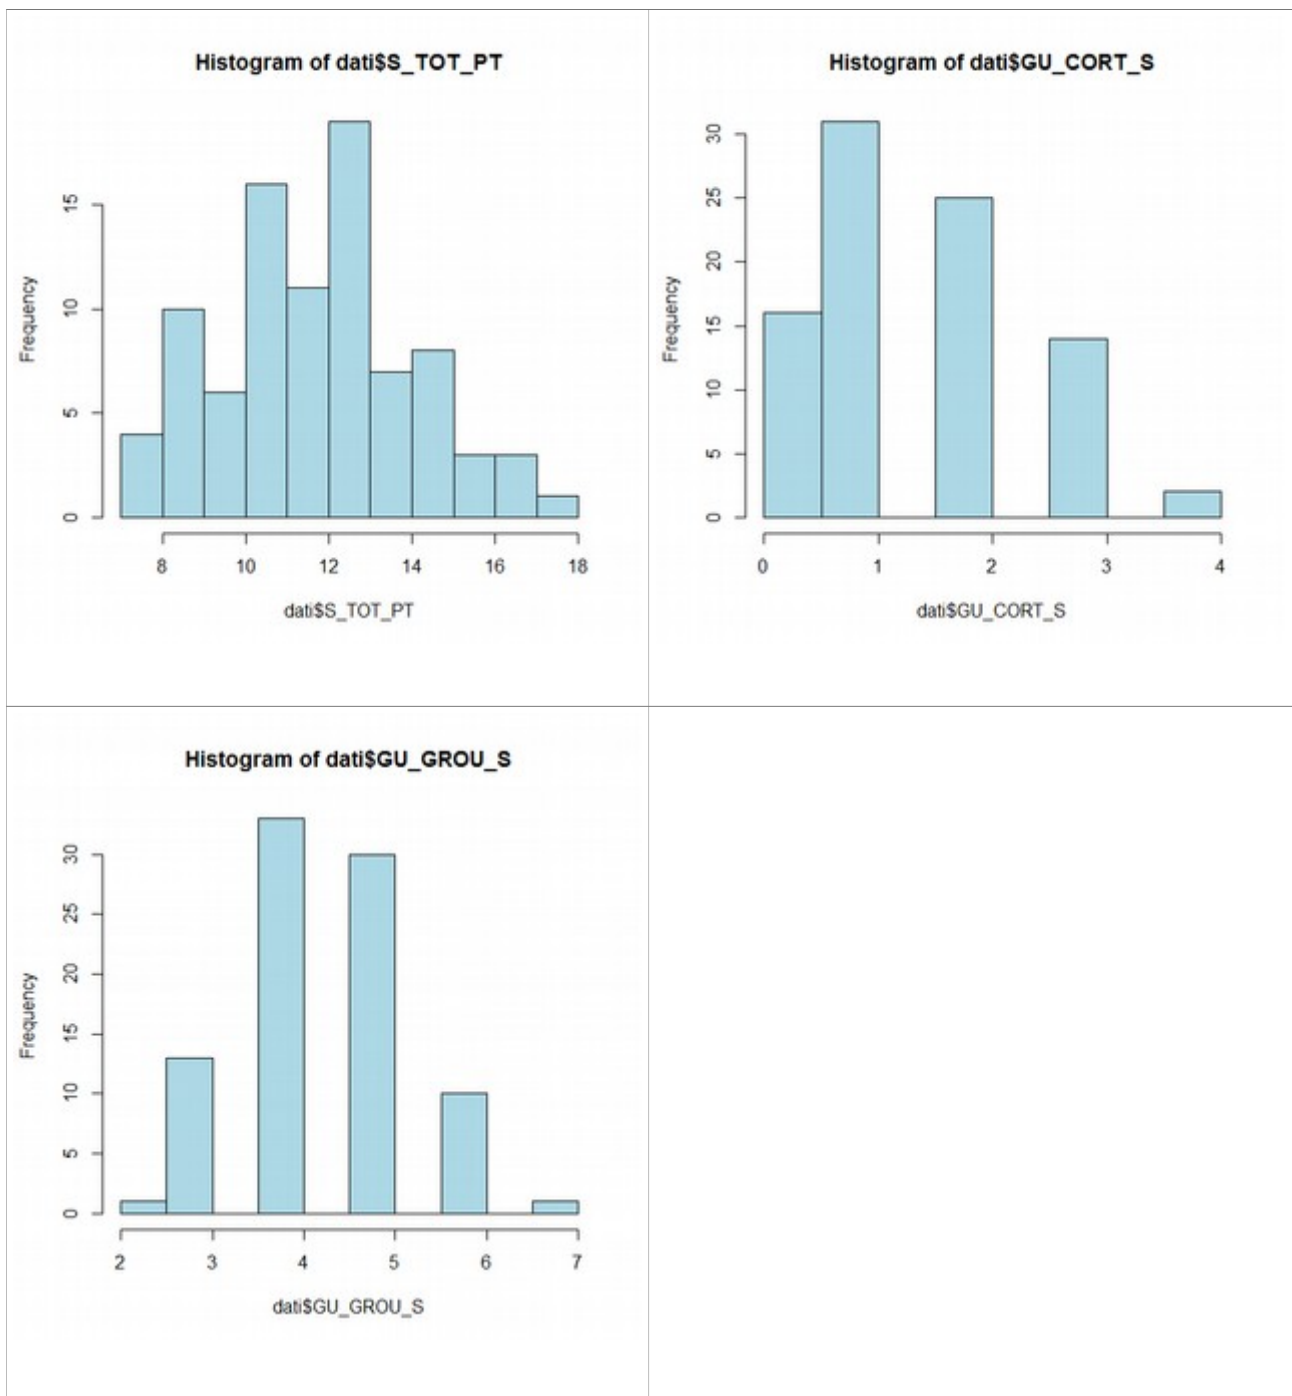 Histogram of dati$S_TOT_PT
Frequency
0
5
10
15
8 10 12 14 16 18
dati$S_TOT_PT
Histogram of dati$GU_CORT_S
Frequency
0
5
10
15
20
25
30
0 1 2 3 4
dati$GU_CORT_S
Histogram of dati$GU_GROU_S
Frequency
0
5
10
15
20
25
30
2 3 4 5 6 7
dati$GU_GROU_S